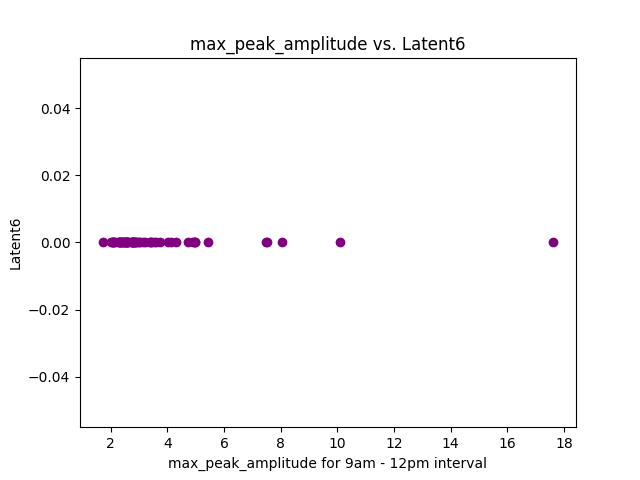 max_peak_amplitude vs. Latent6
0.04
0.02
0.00
−0.02
−0.04
Latent6
2 4 6 8 10 12 14 16 18
max_peak_amplitude for 9am - 12pm interval